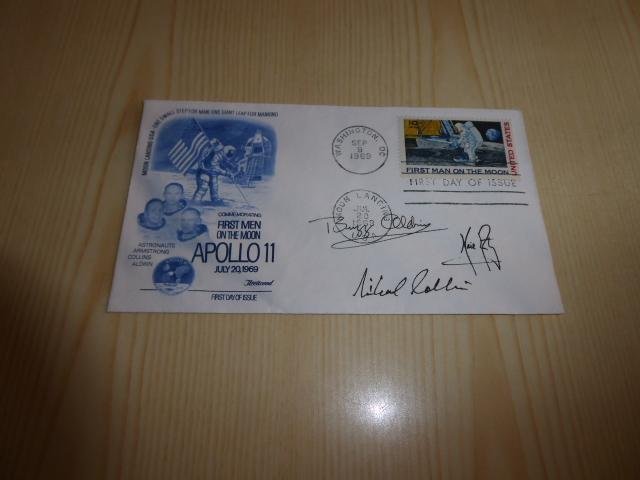 MOON LANDING USA · ONE SMALL STEP FOR MAN · ONE GIANT LEAP FOR MANKIND
COMMEMORATING
FIRST MEN
ON THE MOON
APOLLO 11
JULY 20, 1969
ASTRONAUTS
ARMSTRONG
COLLINS
ALDRIN
Fleetwood
FIRST DAY OF ISSUE
WASHINGTON, DC
SEP
9
1969
10¢
UNITED STATES
FIRST MAN ON THE MOON
FIRST DAY OF ISSUE
MOON LANDING
JUL
20
1969
Buzz Aldrin
Michael Collins